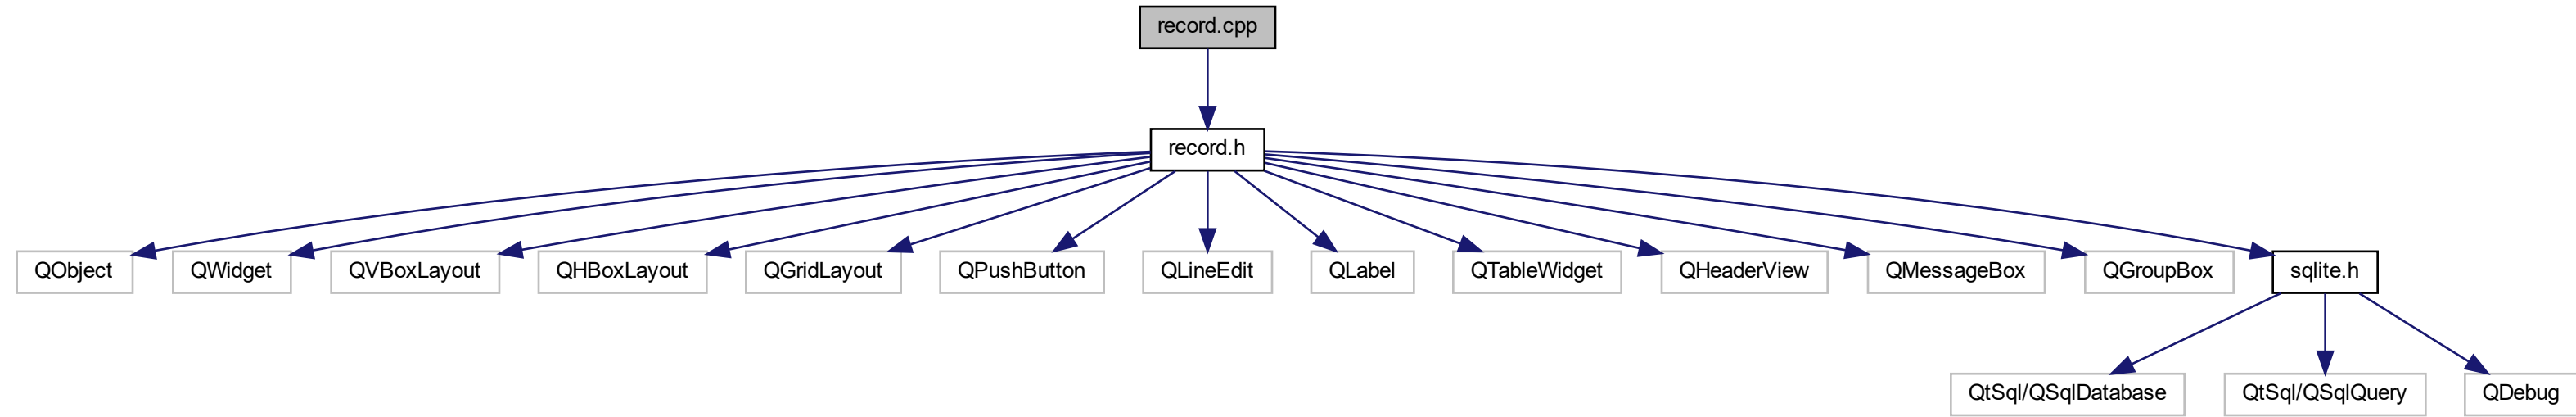 record.cpp
record.h
QObject
QWidget
QVBoxLayout
QHBoxLayout
QGridLayout
QPushButton
QLineEdit
QLabel
QTableWidget
QHeaderView
QMessageBox
QGroupBox
sqlite.h
QtSql/QSqlDatabase
QtSql/QSqlQuery
QDebug